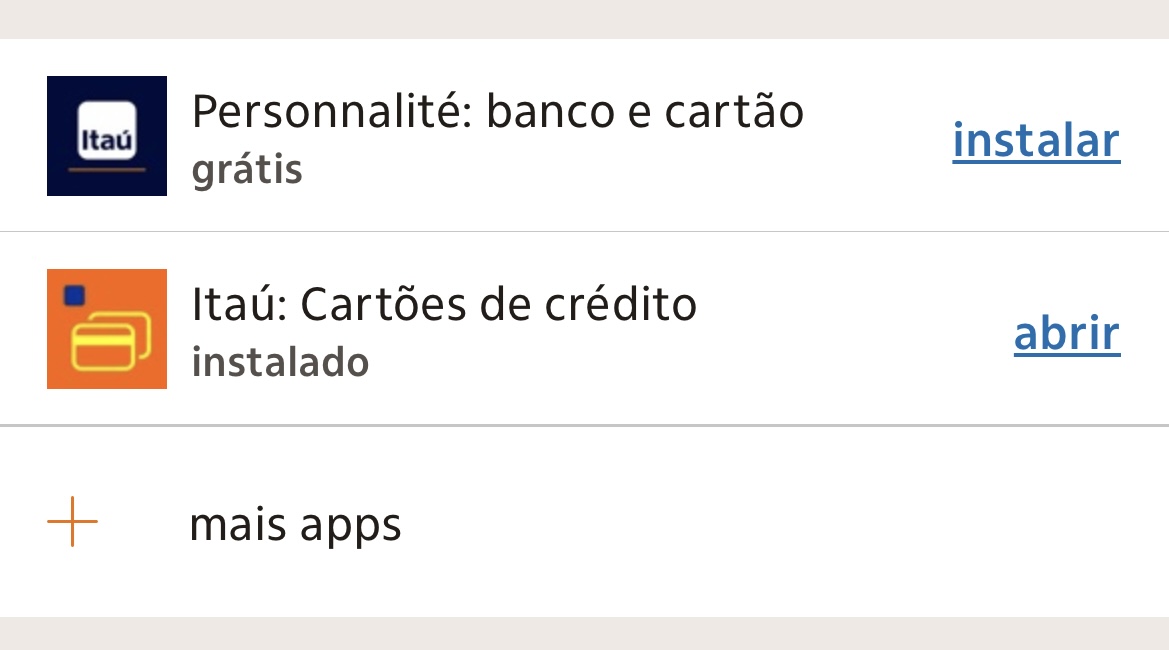 Itaú
Personnalité: banco e cartão
grátis
instalar
Itaú: Cartões de crédito
instalado
abrir
mais apps